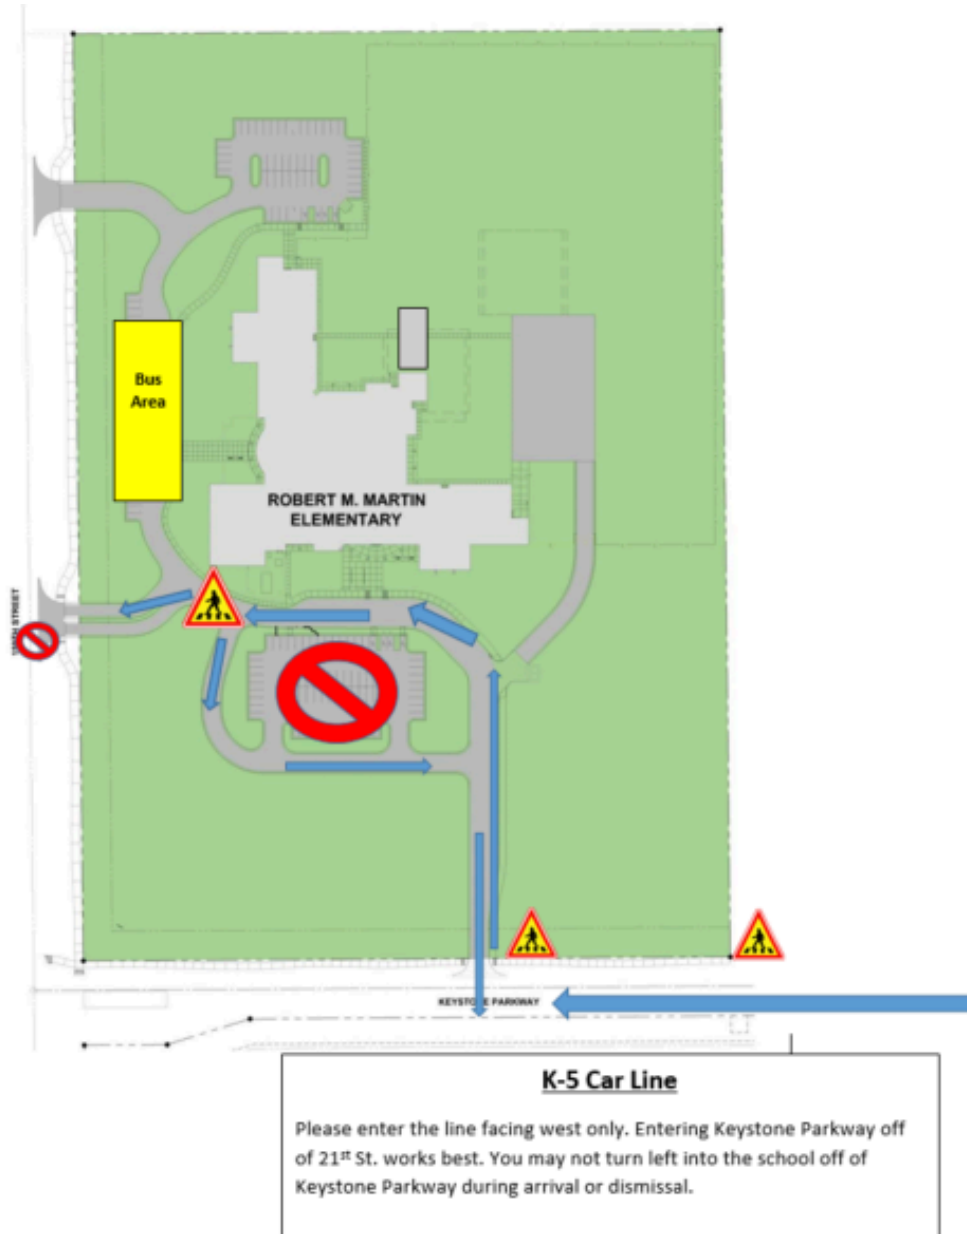 Bus
Area
ROBERT M. MARTIN
ELEMENTARY
STREET
KEYSTONE PARKWAY
K-5 Car Line
Please enter the line facing west only. Entering Keystone Parkway off
of 21st St. works best. You may not turn left into the school off of
Keystone Parkway during arrival or dismissal.